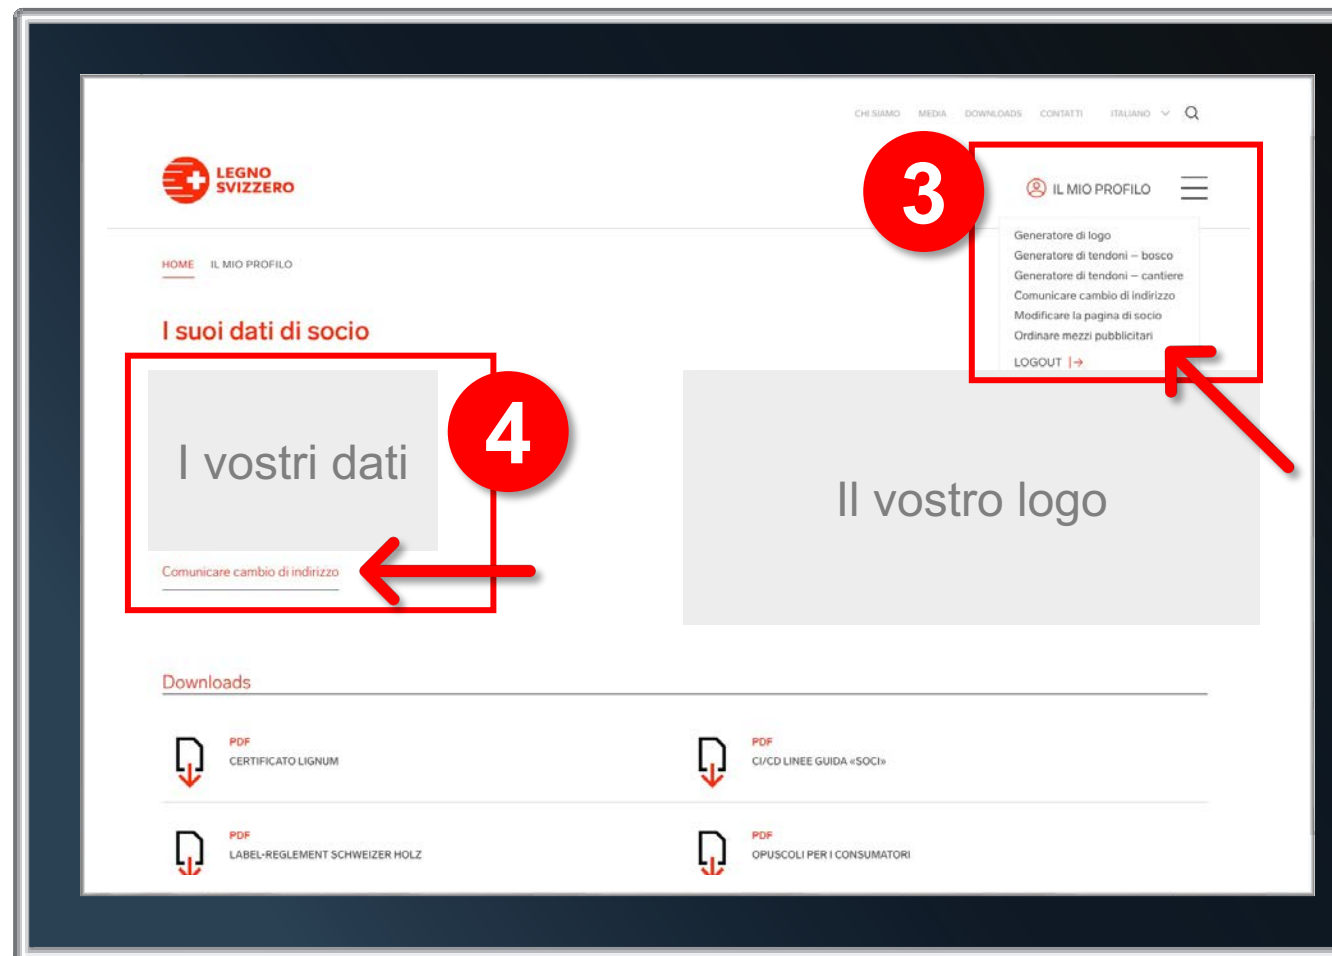 CHI SIAMO MEDIA DOWNLOADS CONTATTI ITALIANO
LEGNO
SVIZZERO
3
IL MIO PROFILO
Generatore di logo
Generatore di tendoni – bosco
Generatore di tendoni – cantiere
Comunicare cambio di indirizzo
Modificare la pagina di socio
Ordinare mezzi pubblicitari
LOGOUT
HOME IL MIO PROFILO
I suoi dati di socio
I vostri dati
4
Il vostro logo
Comunicare cambio di indirizzo
Downloads
PDF
CERTIFICATO LIGNUM
PDF
CI/CD LINEE GUIDA «SOCI»
PDF
LABEL-REGLEMENT SCHWEIZER HOLZ
PDF
OPUSCOLI PER I CONSUMATORI